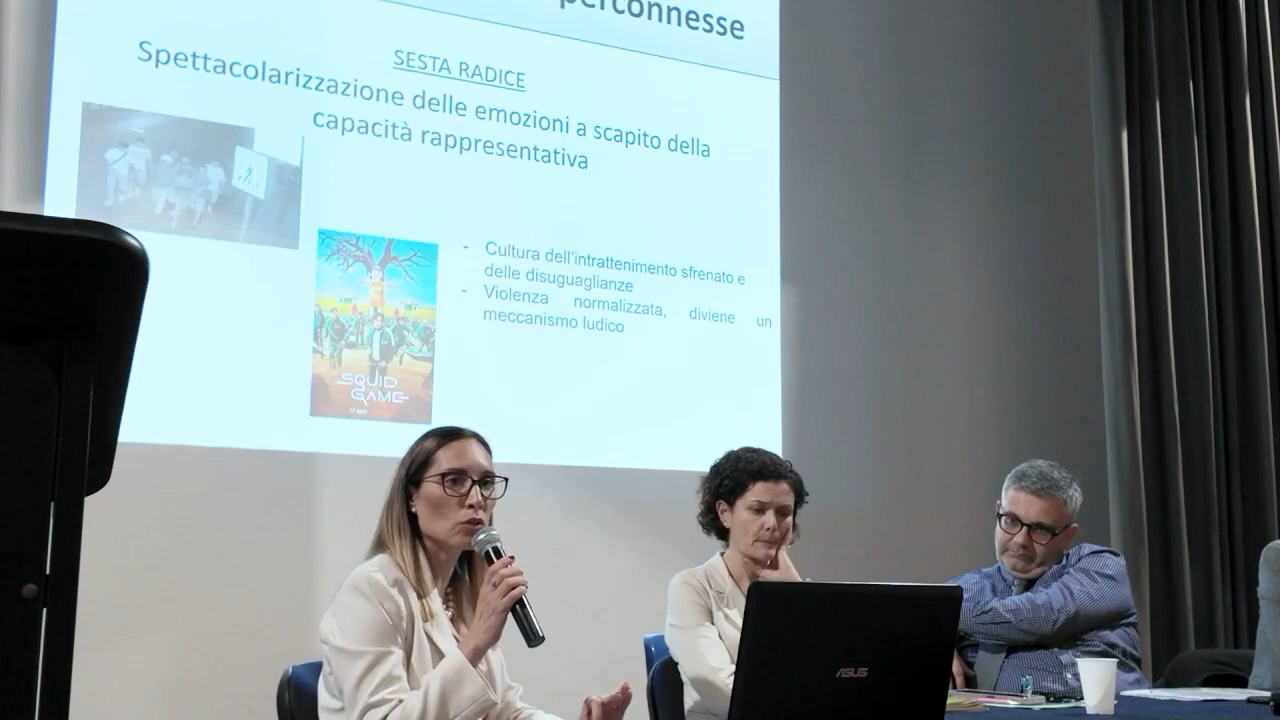 perconnesse
SESTA RADICE
Spettacolarizzazione delle emozioni a scapito della
capacità rappresentativa
- Cultura dell'intrattenimento sfrenato e
delle disuguaglianze
- Violenza normalizzata, diviene un
meccanismo ludico
SQUID
GAME
ASUS